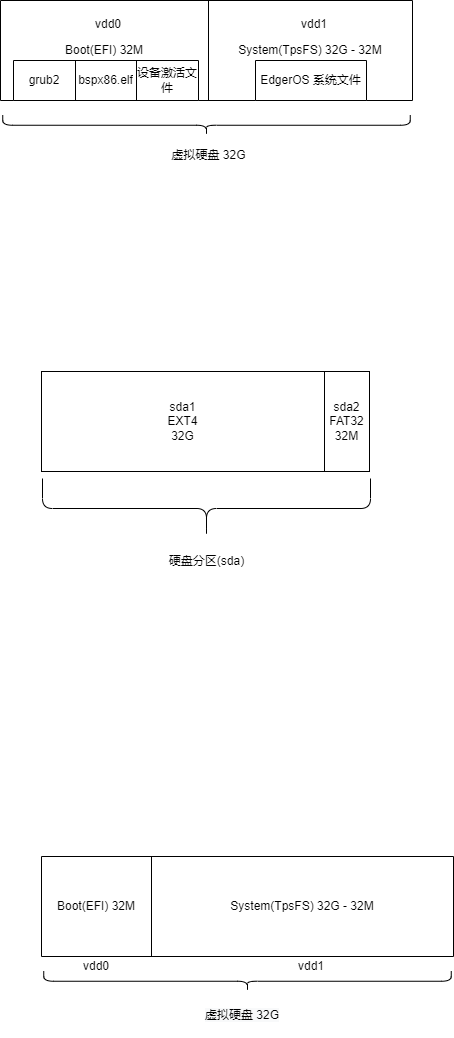 vdd0
vdd1
Boot(EFI) 32M
System(TpsFS) 32G - 32M
grub2
bspx86.elf
设备激活文
件
EdgerOS 系统文件
虚拟硬盘 32G
sda1
EXT4
32G
sda2
FAT32
32M
硬盘分区(sda)
Boot(EFI) 32M
System(TpsFS) 32G - 32M
vdd0
vdd1
虚拟硬盘 32G